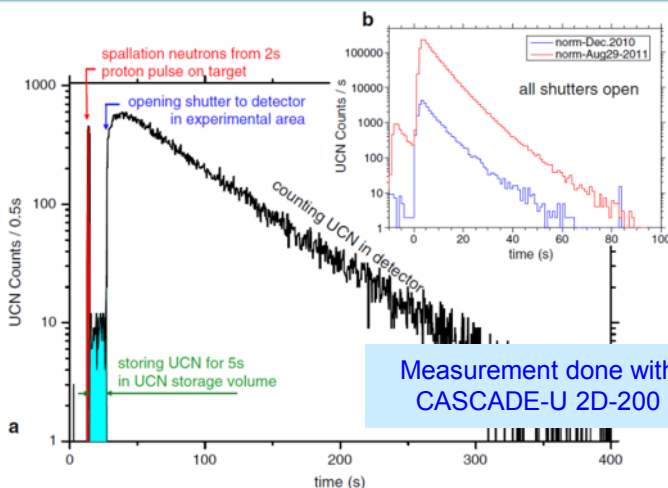 b
norm-Dec.2010
norm-Aug29-2011
all shutters open
UCN Counts / s
100000
10000
1000
100
10
1
0
20
40
60
80
100
time (s)
spallation neutrons from 2s
proton pulse on target
opening shutter to detector
in experimental area
counting UCN in detector
storing UCN for 5s
in UCN storage volume
UCN Counts / 0.5s
1000
100
10
1
a
Measurement done with
CASCADE-U 2D-200
0
100
200
300
400
time (s)